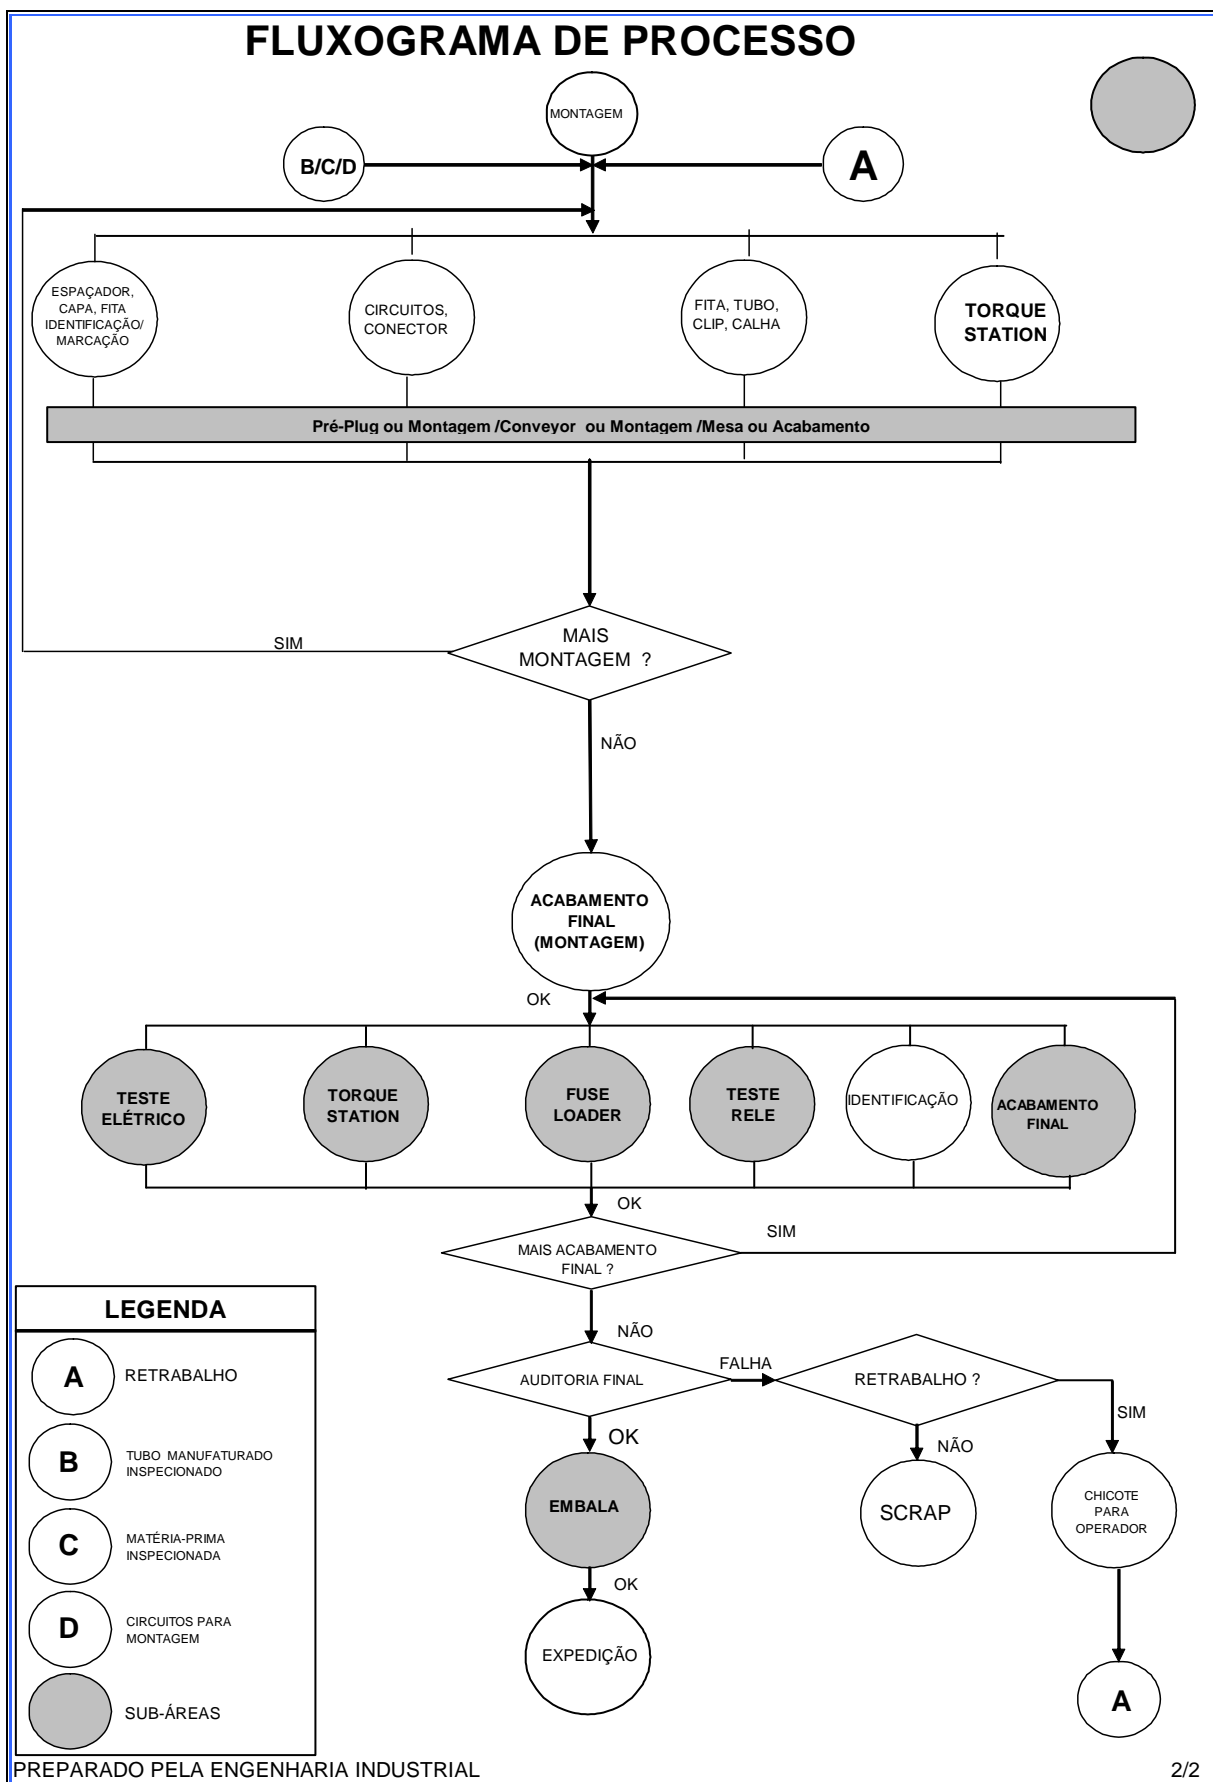 FLUXOGRAMA DE PROCESSO
MONTAGEM
B/C/D
A
ESPAÇADOR,
CAPA, FITA
IDENTIFICAÇÃO/
MARCAÇÃO
CIRCUITOS,
CONECTOR
FITA, TUBO,
CLIP, CALHA
TORQUE
STATION
Pré-Plug ou Montagem /Conveyor ou Montagem /Mesa ou Acabamento
MAIS
MONTAGEM ?
SIM
NÃO
ACABAMENTO
FINAL
(MONTAGEM)
OK
TESTE
ELÉTRICO
TORQUE
STATION
FUSE
LOADER
TESTE
RELE
IDENTIFICAÇÃO
ACABAMENTO
FINAL
OK
MAIS ACABAMENTO
FINAL ?
SIM
NÃO
AUDITORIA FINAL
FALHA
RETRABALHO ?
SIM
OK
NÃO
EMBALA
SCRAP
CHICOTE
PARA
OPERADOR
OK
EXPEDIÇÃO
A
LEGENDA
A RETRABALHO
B TUBO MANUFATURADO
INSPECIONADO
C MATÉRIA-PRIMA
INSPECIONADA
D CIRCUITOS PARA
MONTAGEM
SUB-ÁREAS
PREPARADO PELA ENGENHARIA INDUSTRIAL
2/2